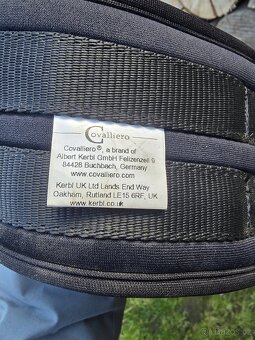 Covalliero
Covalliero®, a brand of
Albert Kerbl GmbH Felizenzell 9
84428 Buchbach, Germany
www.covalliero.com
Kerbl UK Ltd Lands End Way
Oakham, Rutland LE15 6RF, UK
www.kerbl.co.uk